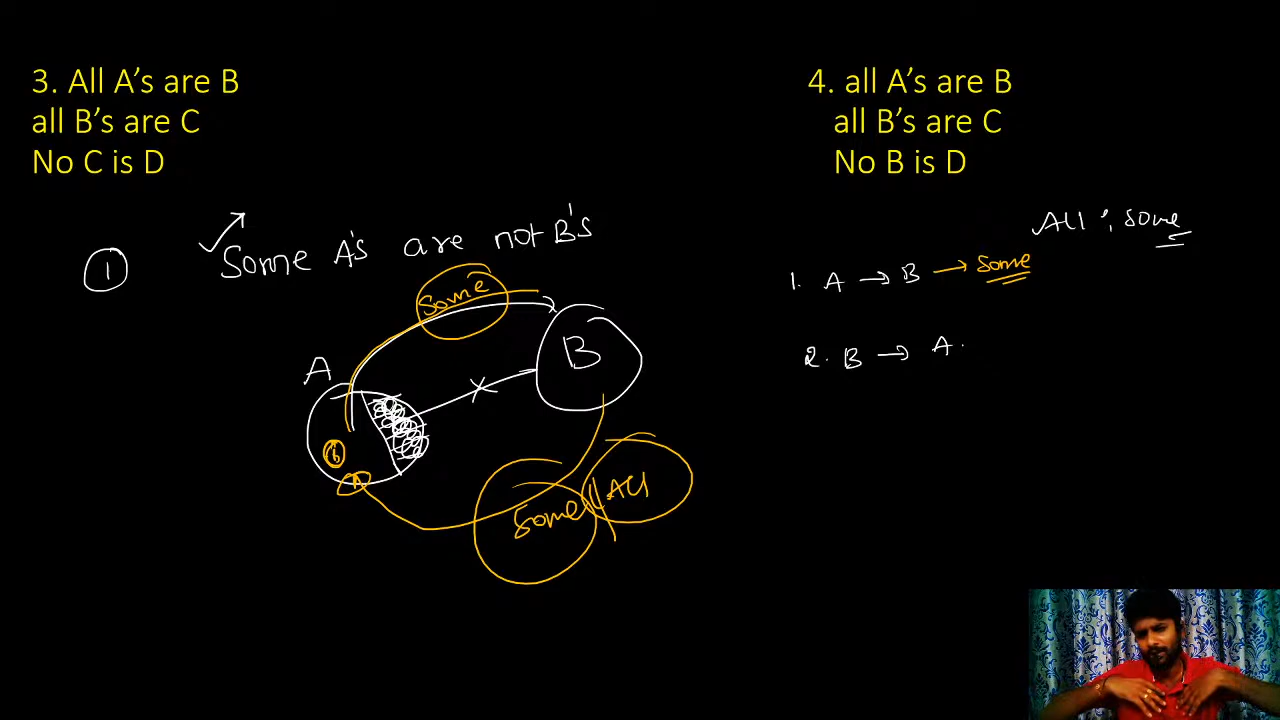 3. All A's are B
all B's are C
No C is D
4. all A's are B
all B's are C
No B is D
① Some A's are not B's
All ; Some
1. A → B → Some
2. B → A.
Some
A
B
b
Some
All